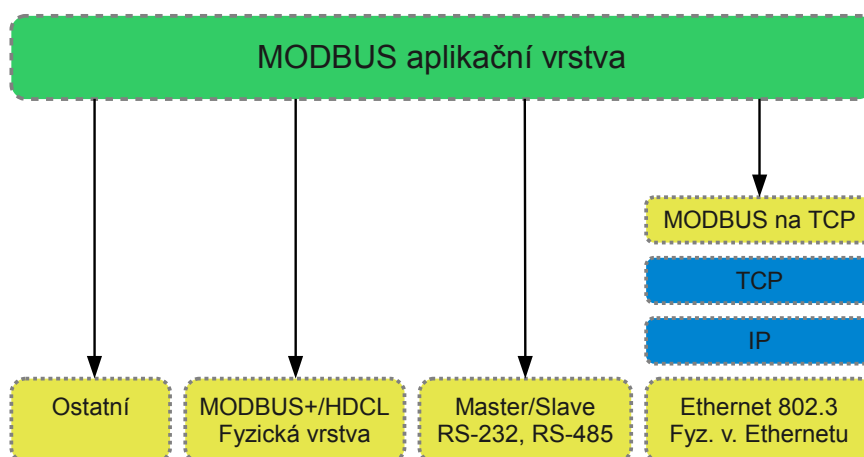 MODBUS aplikační vrstva
MODBUS na TCP
TCP
IP
Ostatní
MODBUS+/HDCL
Fyzická vrstva
Master/Slave
RS-232, RS-485
Ethernet 802.3
Fyz. v. Ethernetu